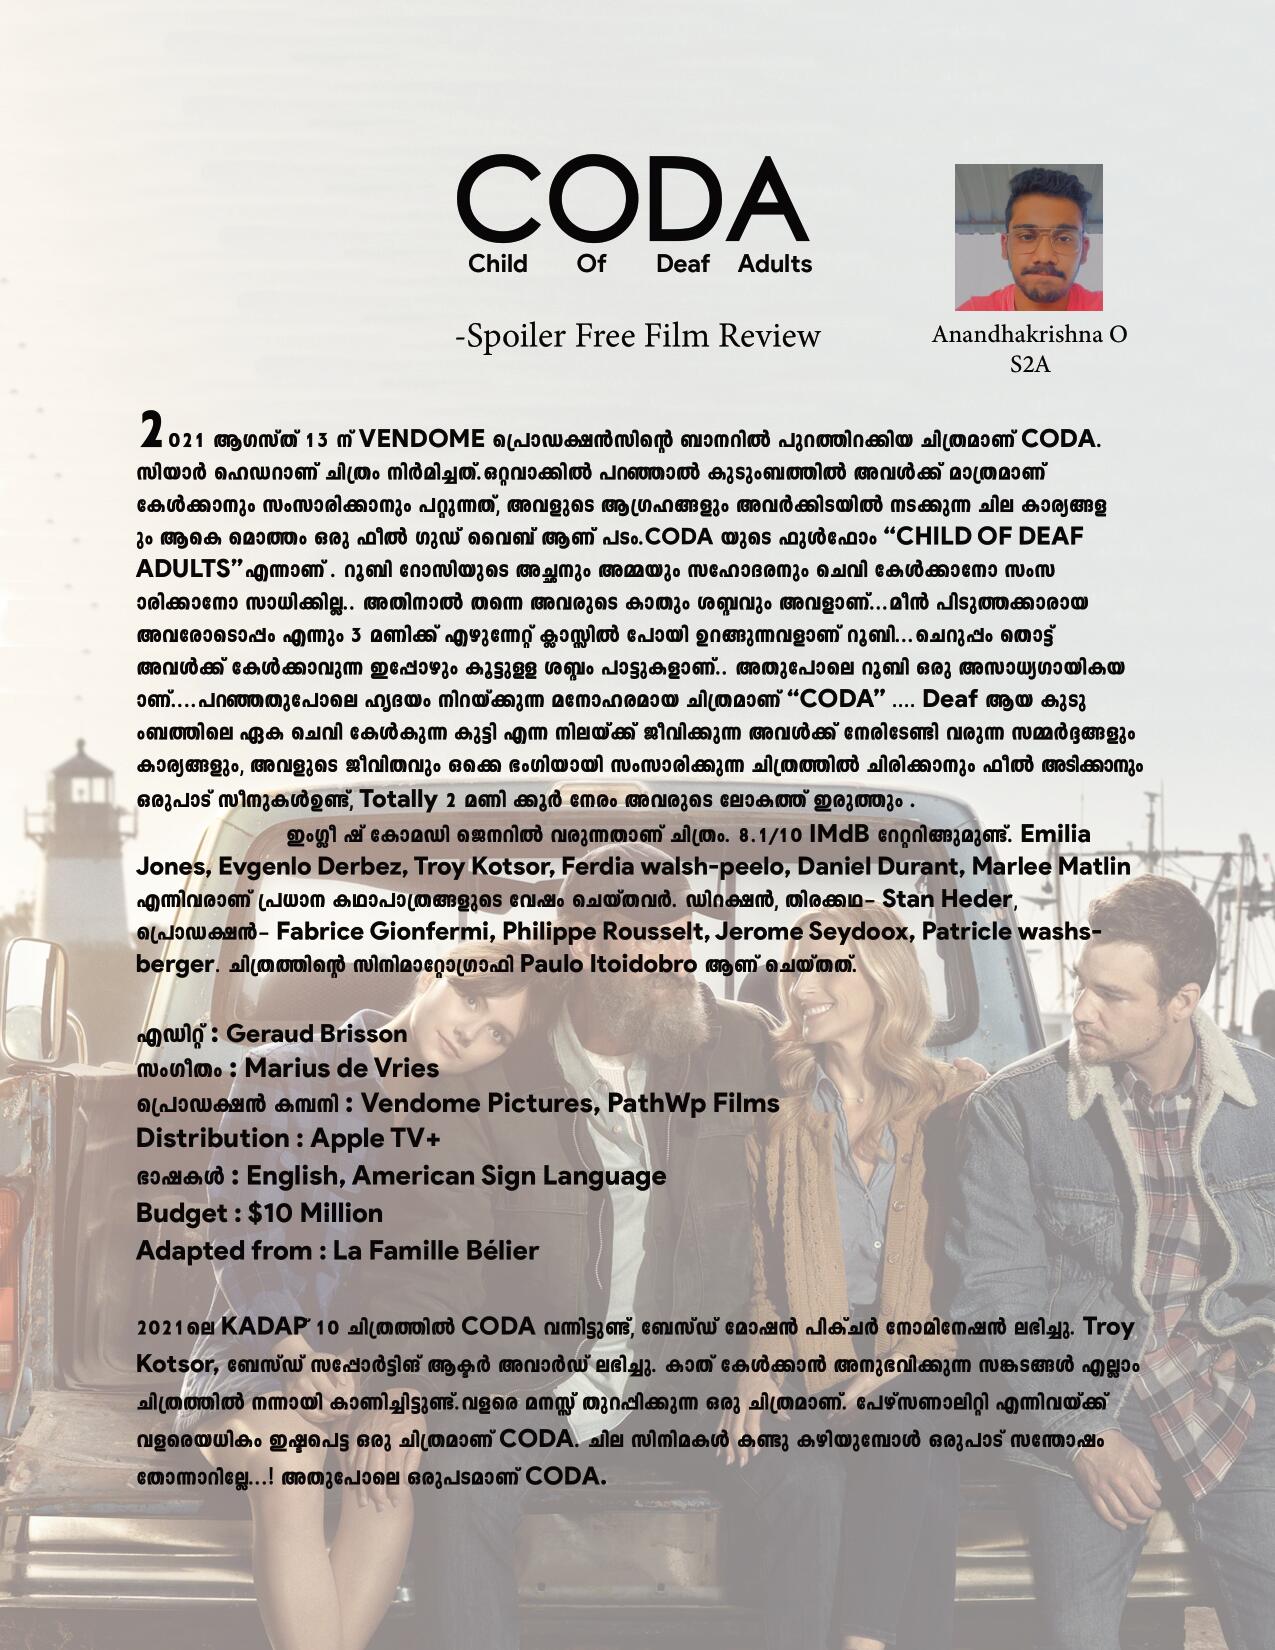 CODA
Child Of Deaf Adults
-Spoiler Free Film Review
Anandhakrishna O
S2A
2021 ആഗസ്ത് 13 ന് VENDOME പ്രൊഡക്ഷൻസിന്റെ ബാനറിൽ പുറത്തിറക്കിയ ചിത്രമാണ് CODA.
സിയാർ ഹെഡറാണ് ചിത്രം നിർമിച്ചത്.ഒറ്റവാക്കിൽ പറഞ്ഞാൽ കുടുംബത്തിൽ അവൾക്ക് മാത്രമാണ്
കേൾക്കാനും സംസാരിക്കാനും പറ്റുന്നത്, അവളുടെ ആഗ്രഹങ്ങളും അവർക്കിടയിൽ നടക്കുന്ന ചില കാര്യങ്ങള
ും ആകെ മൊത്തം ഒരു ഫീൽ ഗുഡ് വൈബ് ആണ് പടം.CODA യുടെ ഫുൾഫോം “CHILD OF DEAF
ADULTS”എന്നാണ് . റൂബി റോസിയുടെ അച്ഛനും അമ്മയും സഹോദരനും ചെവി കേൾക്കാനോ സംസ
ാരിക്കാനോ സാധിക്കില്ല.. അതിനാൽ തന്നെ അവരുടെ കാതും ശബ്ദവും അവളാണ്...മീൻ പിടുത്തക്കാരായ
അവരോടൊപ്പം എന്നും 3 മണിക്ക് എഴുന്നേറ്റ് ക്ലാസ്സിൽ പോയി ഉറങ്ങുന്നവളാണ് റൂബി...ചെറുപ്പം തൊട്ട്
അവൾക്ക് കേൾക്കാവുന്ന ഇപ്പോഴും കൂട്ടുള്ള ശബ്ദം പാട്ടുകളാണ്.. അതുപോലെ റൂബി ഒരു അസാധ്യഗായികയ
ാണ്....പറഞ്ഞതുപോലെ ഹൃദയം നിറയ്ക്കുന്ന മനോഹരമായ ചിത്രമാണ് “CODA” .... Deaf ആയ കുടു
ംബത്തിലെ ഏക ചെവി കേൾകുന്ന കുട്ടി എന്ന നിലയ്ക്ക് ജീവിക്കുന്ന അവൾക്ക് നേരിടേണ്ടി വരുന്ന സമ്മർദ്ദങ്ങളും
കാര്യങ്ങളും, അവളുടെ ജീവിതവും ഒക്കെ ഭംഗിയായി സംസാരിക്കുന്ന ചിത്രത്തിൽ ചിരിക്കാനും ഫീൽ അടിക്കാനും
ഒരുപാട് സീനുകൾഉണ്ട്, Totally 2 മണി ക്കൂർ നേരം അവരുടെ ലോകത്ത് ഇരുത്തും .
ഇംഗ്ലീ ഷ് കോമഡി ജെനറിൽ വരുന്നതാണ് ചിത്രം. 8.1/10 IMdB റേറ്ററിങ്ങുമുണ്ട്. Emilia
Jones, Evgenlo Derbez, Troy Kotsor, Ferdia walsh-peelo, Daniel Durant, Marlee Matlin
എന്നിവരാണ് പ്രധാന കഥാപാത്രങ്ങളുടെ വേഷം ചെയ്തവർ. ഡിറക്ഷൻ, തിരക്കഥ- Stan Heder,
പ്രൊഡക്ഷൻ- Fabrice Gionfermi, Philippe Rousselt, Jerome Seydoox, Patricle washs-
berger. ചിത്രത്തിന്റെ സിനിമാറ്റോഗ്രാഫി Paulo Itoidobro ആണ് ചെയ്തത്.
എഡിറ്റ് : Geraud Brisson
സംഗീതം : Marius de Vries
പ്രൊഡക്ഷൻ കമ്പനി : Vendome Pictures, PathWp Films
Distribution : Apple TV+
ഭാഷകൾ : English, American Sign Language
Budget : $10 Million
Adapted from : La Famille Bélier
2021ലെ KADAP് 10 ചിത്രത്തിൽ CODA വന്നിട്ടുണ്ട്, ബേസ്ഡ് മോഷൻ പിക്ചർ നോമിനേഷൻ ലഭിച്ചു. Troy
Kotsor, ബേസ്ഡ് സപ്പോർട്ടിങ് ആക്ടർ അവാർഡ് ലഭിച്ചു. കാത് കേൾക്കാൻ അനുഭവിക്കുന്ന സങ്കടങ്ങൾ എല്ലാം
ചിത്രത്തിൽ നന്നായി കാണിച്ചിട്ടുണ്ട്.വളരെ മനസ്സ് തുറപ്പിക്കുന്ന ഒരു ചിത്രമാണ്. പേഴ്സണാലിറ്റി എന്നിവയ്ക്ക്
വളരെയധികം ഇഷ്ടപെട്ട ഒരു ചിത്രമാണ് CODA. ചില സിനിമകൾ കണ്ടു കഴിയുമ്പോൾ ഒരുപാട് സന്തോഷം
തോന്നാറില്ലേ...! അതുപോലെ ഒരുപടമാണ് CODA.